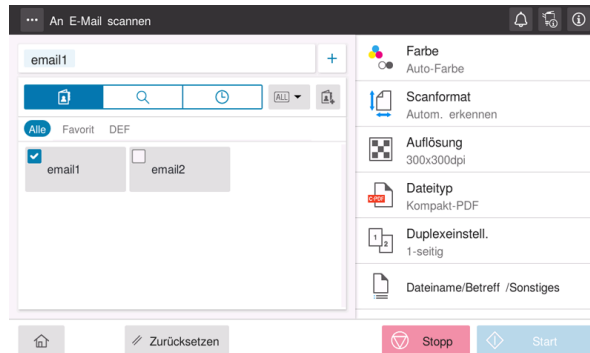 An E-Mail scannen
email1
ALL
Alle Favorit DEF
email1
email2
Farbe
Auto-Farbe
Scanformat
Autom. erkennen
Auflösung
300x300dpi
C-PDF
Dateityp
Kompakt-PDF
1 2
Duplexeinstell.
1-seitig
Dateiname/Betreff /Sonstiges
Zurücksetzen
Stopp
Start